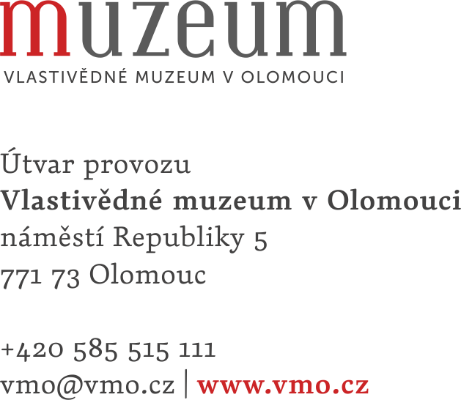 muzeum
VLASTIVĚDNÉ MUZEUM V OLOMOUCI
Útvar provozu
Vlastivědné muzeum v Olomouci
náměstí Republiky 5
771 73 Olomouc
+420 585 515 111
vmo@vmo.cz | www.vmo.cz